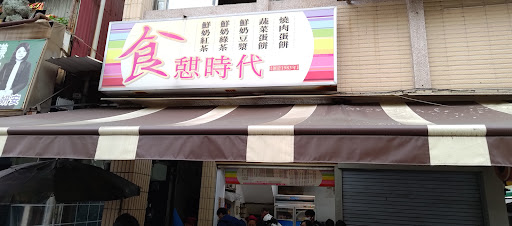 食憩時代
燒肉蛋餅
蔬菜蛋餅
鮮奶豆漿
鮮奶綠茶
鮮奶紅茶